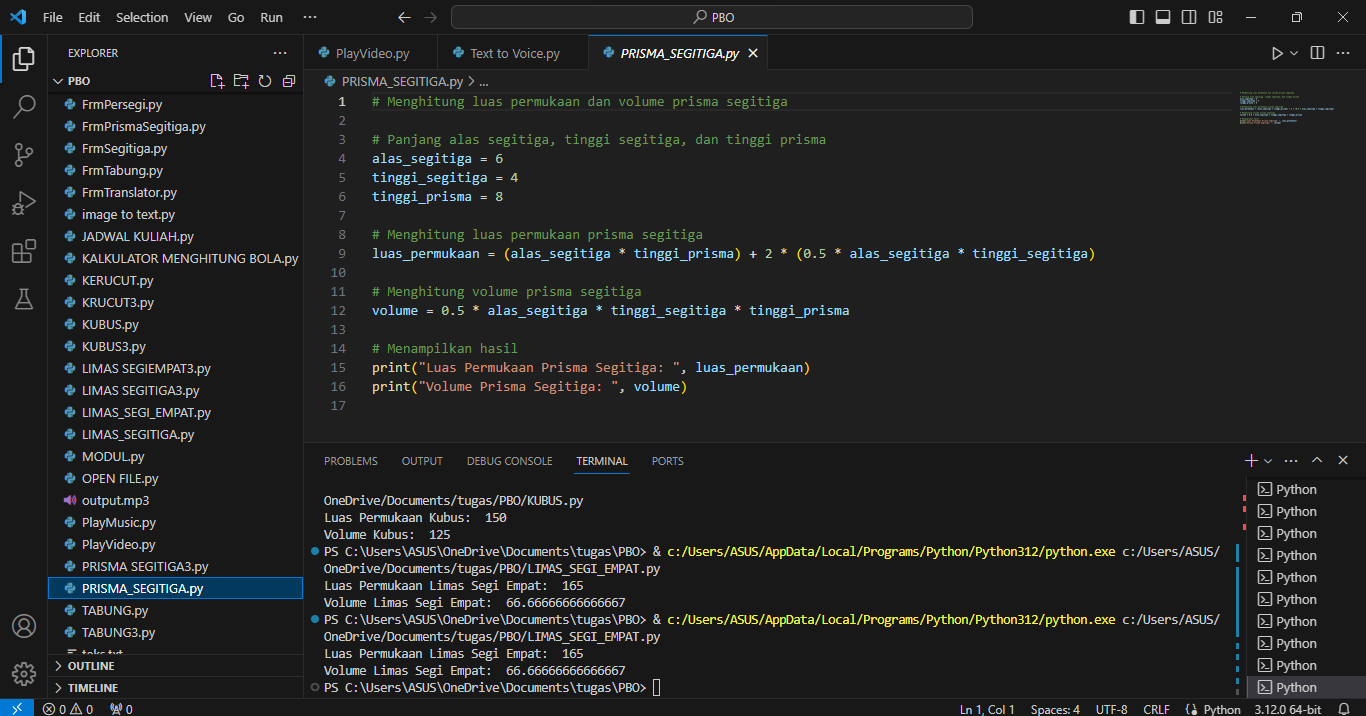 File Edit Selection View Go Run ··· PBO
EXPLORER ···
PBO
FrmPersegi.py
FrmPrismaSegitiga.py
FrmSegitiga.py
FrmTabung.py
FrmTranslator.py
image to text.py
JADWAL KULIAH.py
KALKULATOR MENGHITUNG BOLA.py
KERUCUT.py
KRUCUT3.py
KUBUS.py
KUBUS3.py
LIMAS SEGIEMPAT3.py
LIMAS SEGITIGA3.py
LIMAS_SEGI_EMPAT.py
LIMAS_SEGITIGA.py
MODUL.py
OPEN FILE.py
output.mp3
PlayMusic.py
PlayVideo.py
PRISMA SEGITIGA3.py
PRISMA_SEGITIGA.py
TABUNG.py
TABUNG3.py
OUTLINE
TIMELINE
PlayVideo.py Text to Voice.py PRISMA_SEGITIGA.py
PRISMA_SEGITIGA.py > ...
1 # Menghitung luas permukaan dan volume prisma segitiga
2
3 # Panjang alas segitiga, tinggi segitiga, dan tinggi prisma
4 alas_segitiga = 6
5 tinggi_segitiga = 4
6 tinggi_prisma = 8
7
8 # Menghitung luas permukaan prisma segitiga
9 luas_permukaan = (alas_segitiga * tinggi_prisma) + 2 * (0.5 * alas_segitiga * tinggi_segitiga)
10
11 # Menghitung volume prisma segitiga
12 volume = 0.5 * alas_segitiga * tinggi_segitiga * tinggi_prisma
13
14 # Menampilkan hasil
15 print("Luas Permukaan Prisma Segitiga: ", luas_permukaan)
16 print("Volume Prisma Segitiga: ", volume)
17
PROBLEMS OUTPUT DEBUG CONSOLE TERMINAL PORTS
OneDrive/Documents/tugas/PBO/KUBUS.py
Luas Permukaan Kubus:  150
Volume Kubus:  125
PS C:\Users\ASUS\OneDrive\Documents\tugas\PBO> & c:/Users/ASUS/AppData/Local/Programs/Python/Python312/python.exe c:/Users/ASUS/
OneDrive/Documents/tugas/PBO/LIMAS_SEGI_EMPAT.py
Luas Permukaan Limas Segi Empat:  165
Volume Limas Segi Empat:  66.66666666666667
PS C:\Users\ASUS\OneDrive\Documents\tugas\PBO> & c:/Users/ASUS/AppData/Local/Programs/Python/Python312/python.exe c:/Users/ASUS/
OneDrive/Documents/tugas/PBO/LIMAS_SEGI_EMPAT.py
Luas Permukaan Limas Segi Empat:  165
Volume Limas Segi Empat:  66.66666666666667
PS C:\Users\ASUS\OneDrive\Documents\tugas\PBO>
Python
Python
Python
Python
Python
Python
Python
Python
Python
Python
0 0 0 Ln 1, Col 1 Spaces: 4 UTF-8 CRLF Python 3.12.0 64-bit